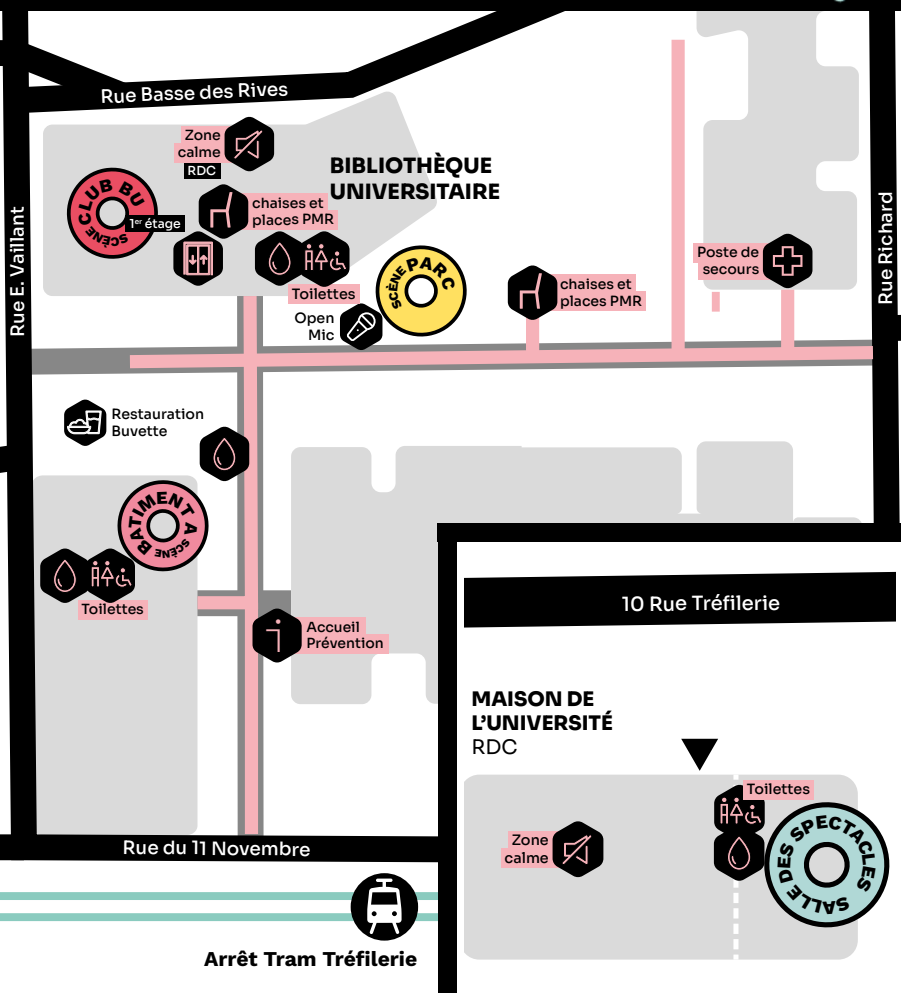 Rue Basse des Rives
Rue E. Vaillant
Rue Richard
Zone
calme
RDC
BIBLIOTHÈQUE
UNIVERSITAIRE
SCÈNE CLUB BU
1er étage
chaises et
places PMR
Toilettes
SCÈNE PARC
Open
Mic
chaises et
places PMR
Poste de
secours
Restauration
Buvette
SCÈNE BATIMENT A
Toilettes
Accueil
Prévention
Rue du 11 Novembre
Arrêt Tram Tréfilerie
10 Rue Tréfilerie
MAISON DE
L'UNIVERSITÉ
RDC
Toilettes
Zone
calme
SALLE DES SPECTACLES